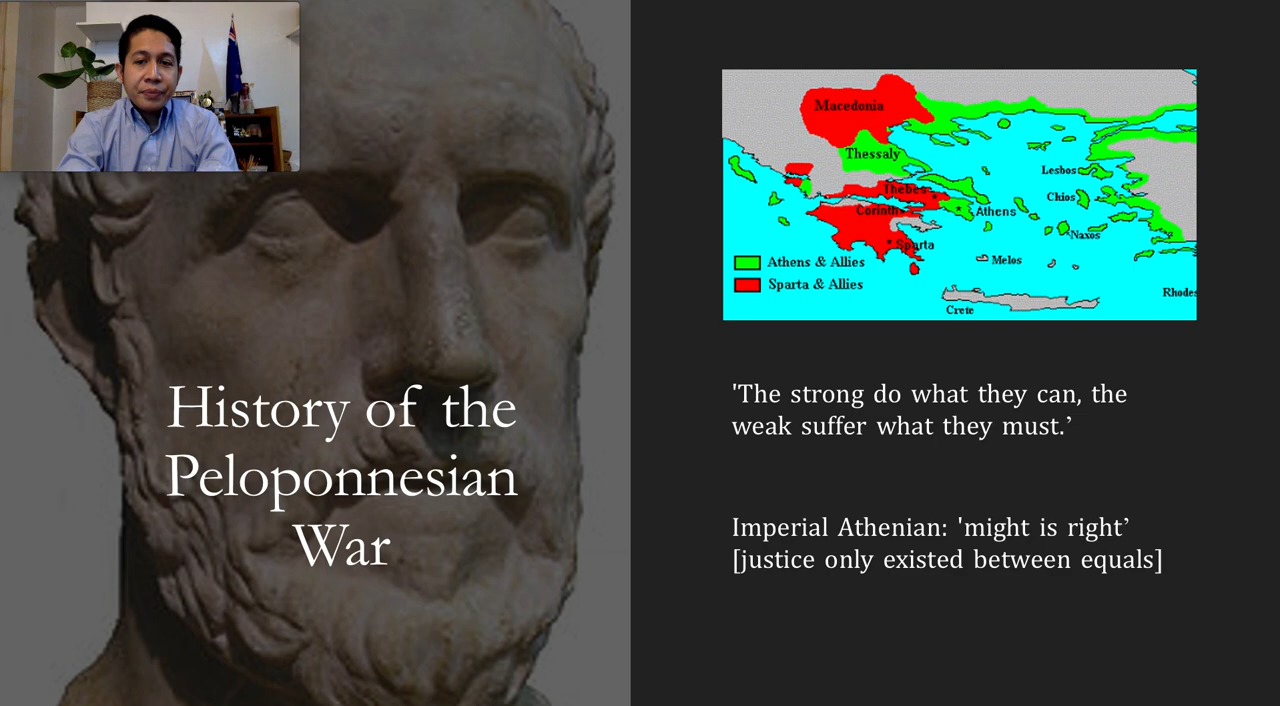 History of the
Peloponnesian
War
Macedonia
Thessaly
Thebes
Corinth
Athens
Sparta
Lesbos
Chios
Naxos
Melos
Rhodes
Crete
Athens & Allies
Sparta & Allies
'The strong do what they can, the
weak suffer what they must.’
Imperial Athenian: 'might is right’
[justice only existed between equals]